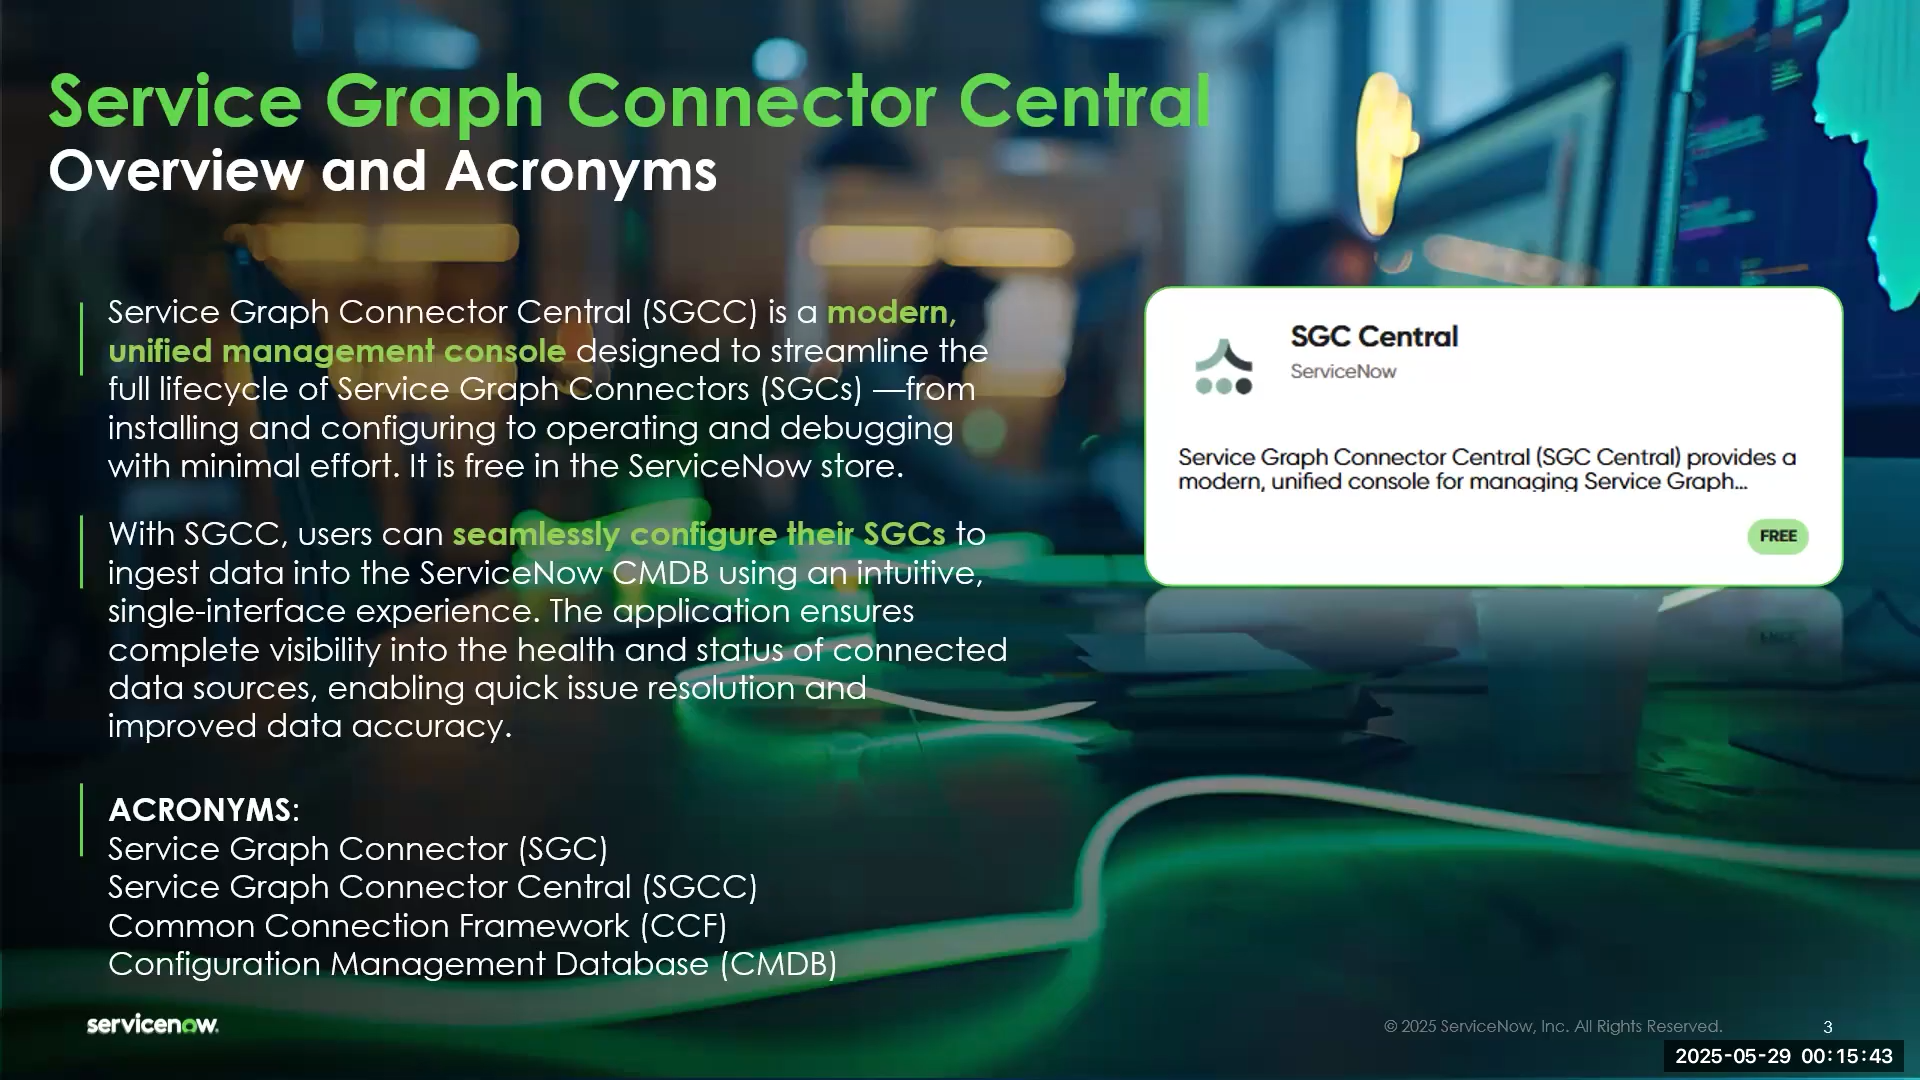 Service Graph Connector Central
Overview and Acronyms
Service Graph Connector Central (SGCC) is a modern,
unified management console designed to streamline the
full lifecycle of Service Graph Connectors (SGCs) —from
installing and configuring to operating and debugging
with minimal effort. It is free in the ServiceNow store.
With SGCC, users can seamlessly configure their SGCs to
ingest data into the ServiceNow CMDB using an intuitive,
single-interface experience. The application ensures
complete visibility into the health and status of connected
data sources, enabling quick issue resolution and
improved data accuracy.
ACRONYMS:
Service Graph Connector (SGC)
Service Graph Connector Central (SGCC)
Common Connection Framework (CCF)
Configuration Management Database (CMDB)
SGC Central
ServiceNow
Service Graph Connector Central (SGC Central) provides a
modern, unified console for managing Service Graph...
FREE
servicenow.
© 2025 ServiceNow, Inc. All Rights Reserved.
3
2025-05-29 00:15:43